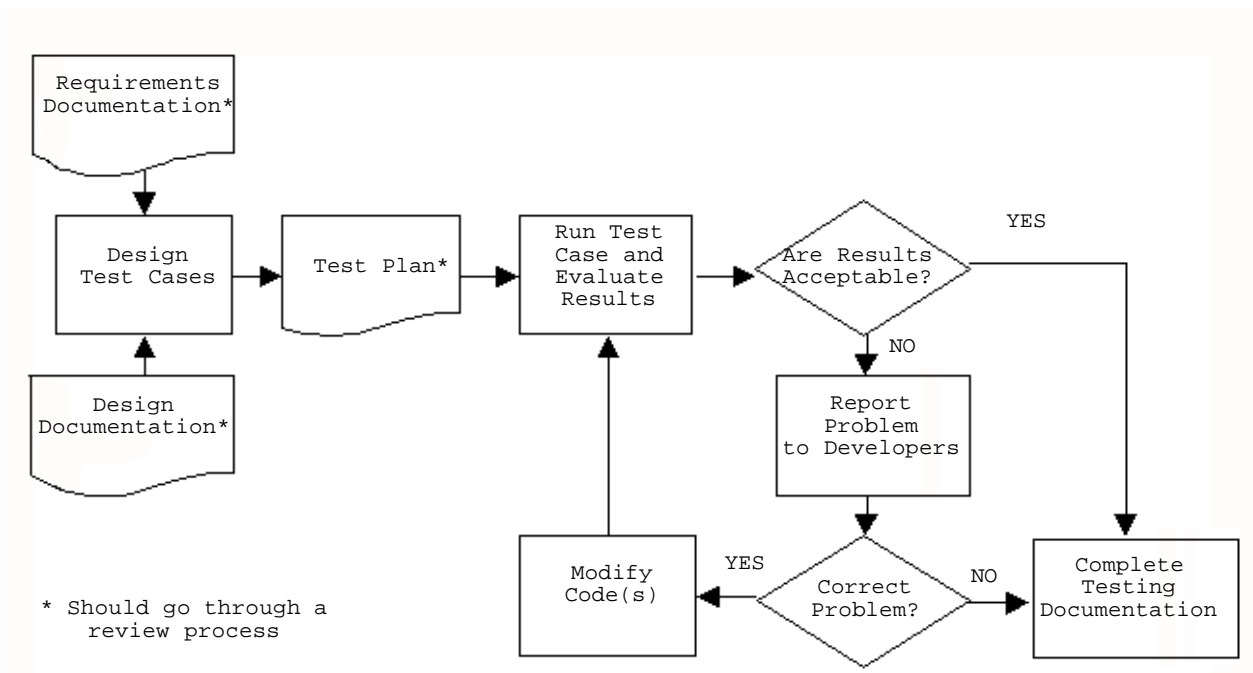 Requirements
Documentation*
Design
Test Cases
Design
Documentation*
Test Plan*
Run Test
Case and
Evaluate
Results
Are Results
Acceptable?
YES
NO
Report
Problem
to Developers
Correct
Problem?
YES
NO
Modify
Code(s)
Complete
Testing
Documentation
* Should go through a
review process